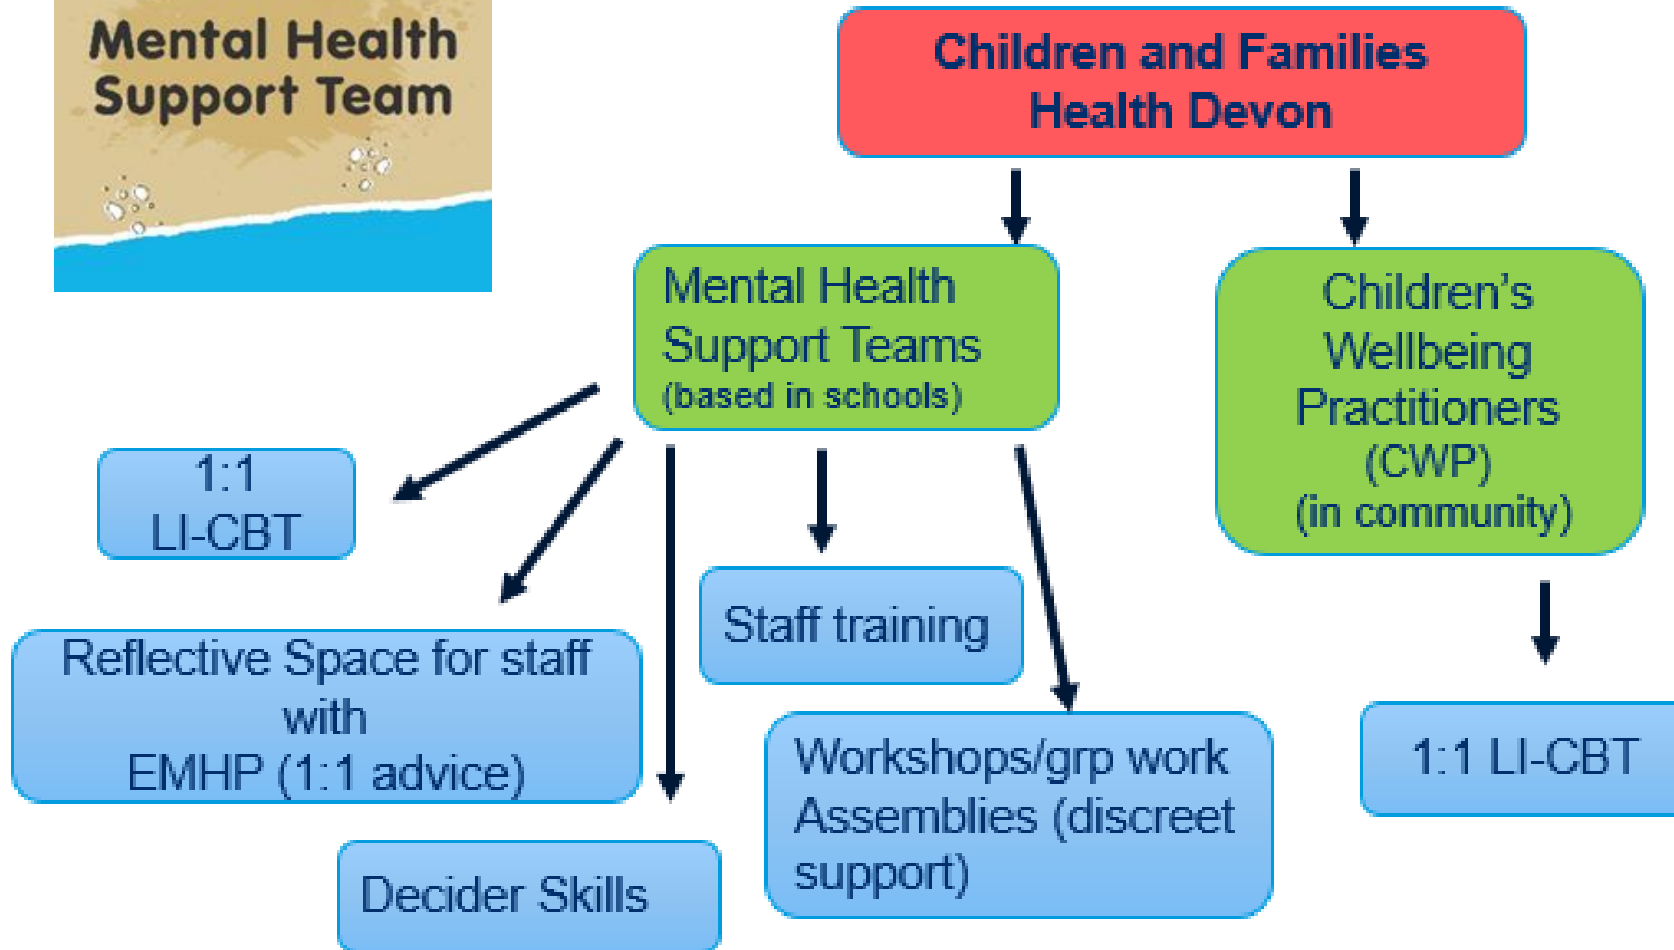 Mental Health
Support Team
Children and Families
Health Devon
Mental Health
Support Teams
(based in schools)
Children’s
Wellbeing
Practitioners
(CWP)
(in community)
1:1
LI-CBT
Reflective Space for staff
with
EMHP (1:1 advice)
Decider Skills
Staff training
Workshops/grp work
Assemblies (discreet
support)
1:1 LI-CBT